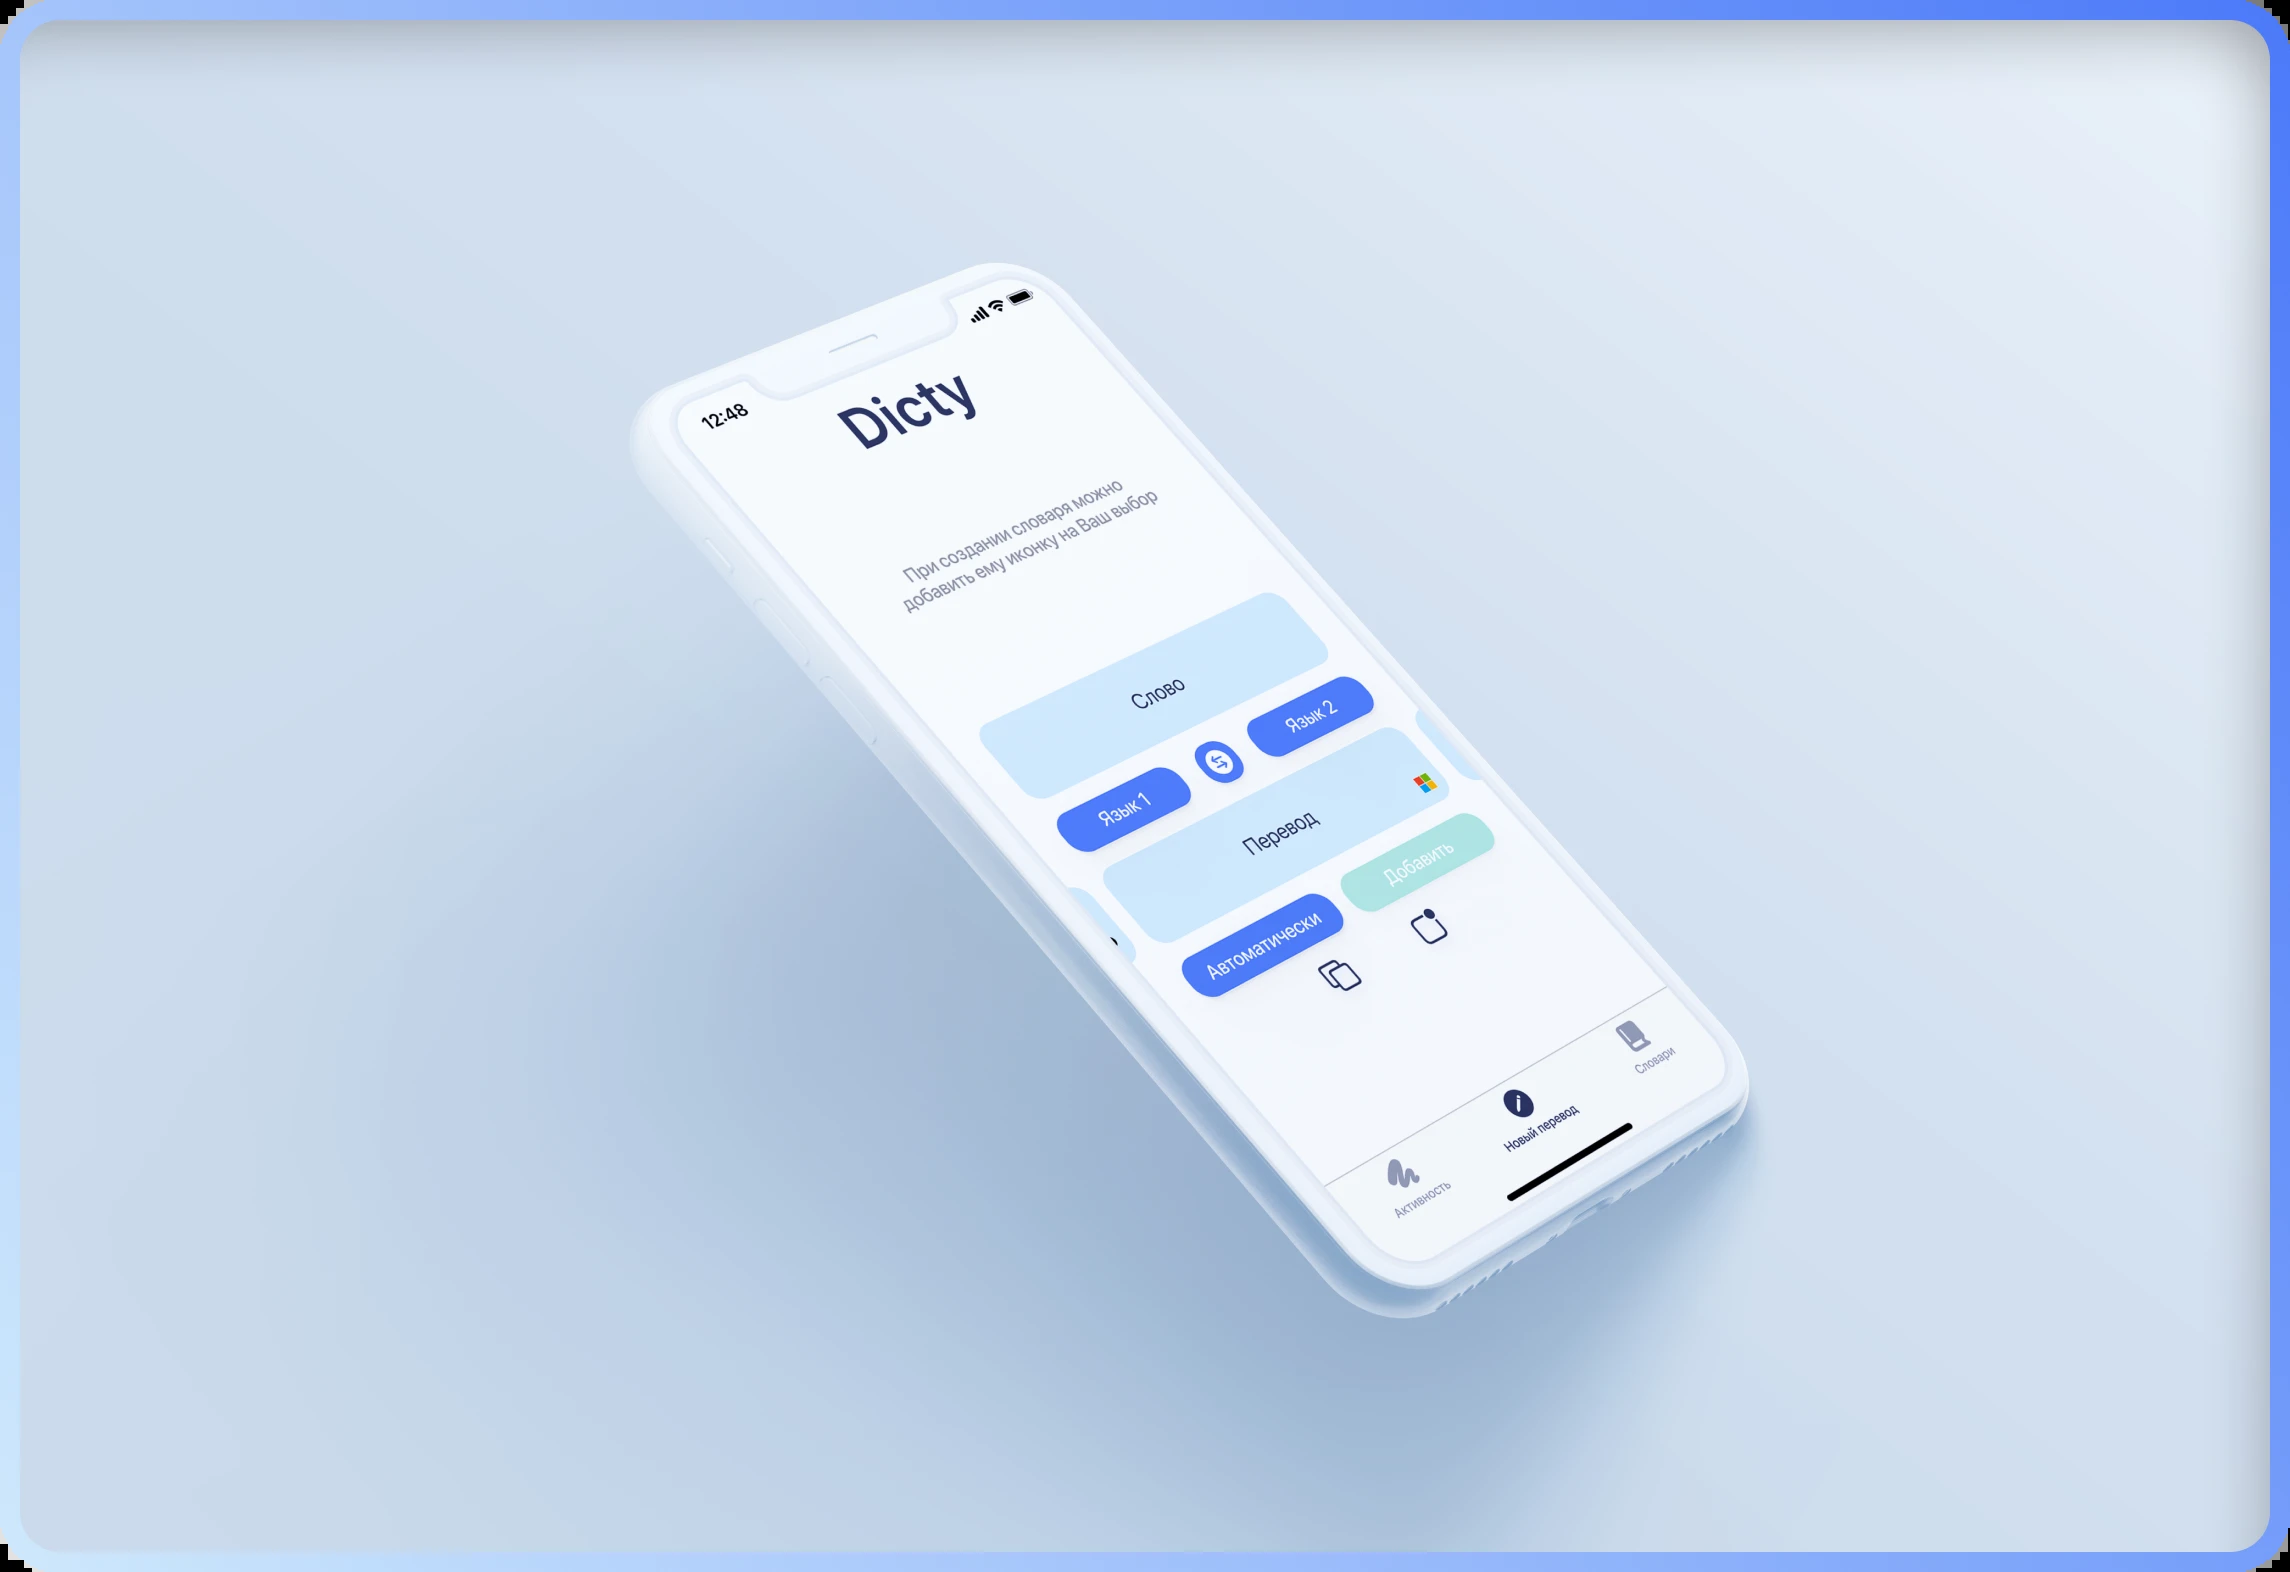 12:48
Dicty
При создании словаря можно
добавить ему иконку на Ваш выбор
Слово
Язык 1
Язык 2
Перевод
Автоматически
Добавить
Активность
Новый перевод
Словари